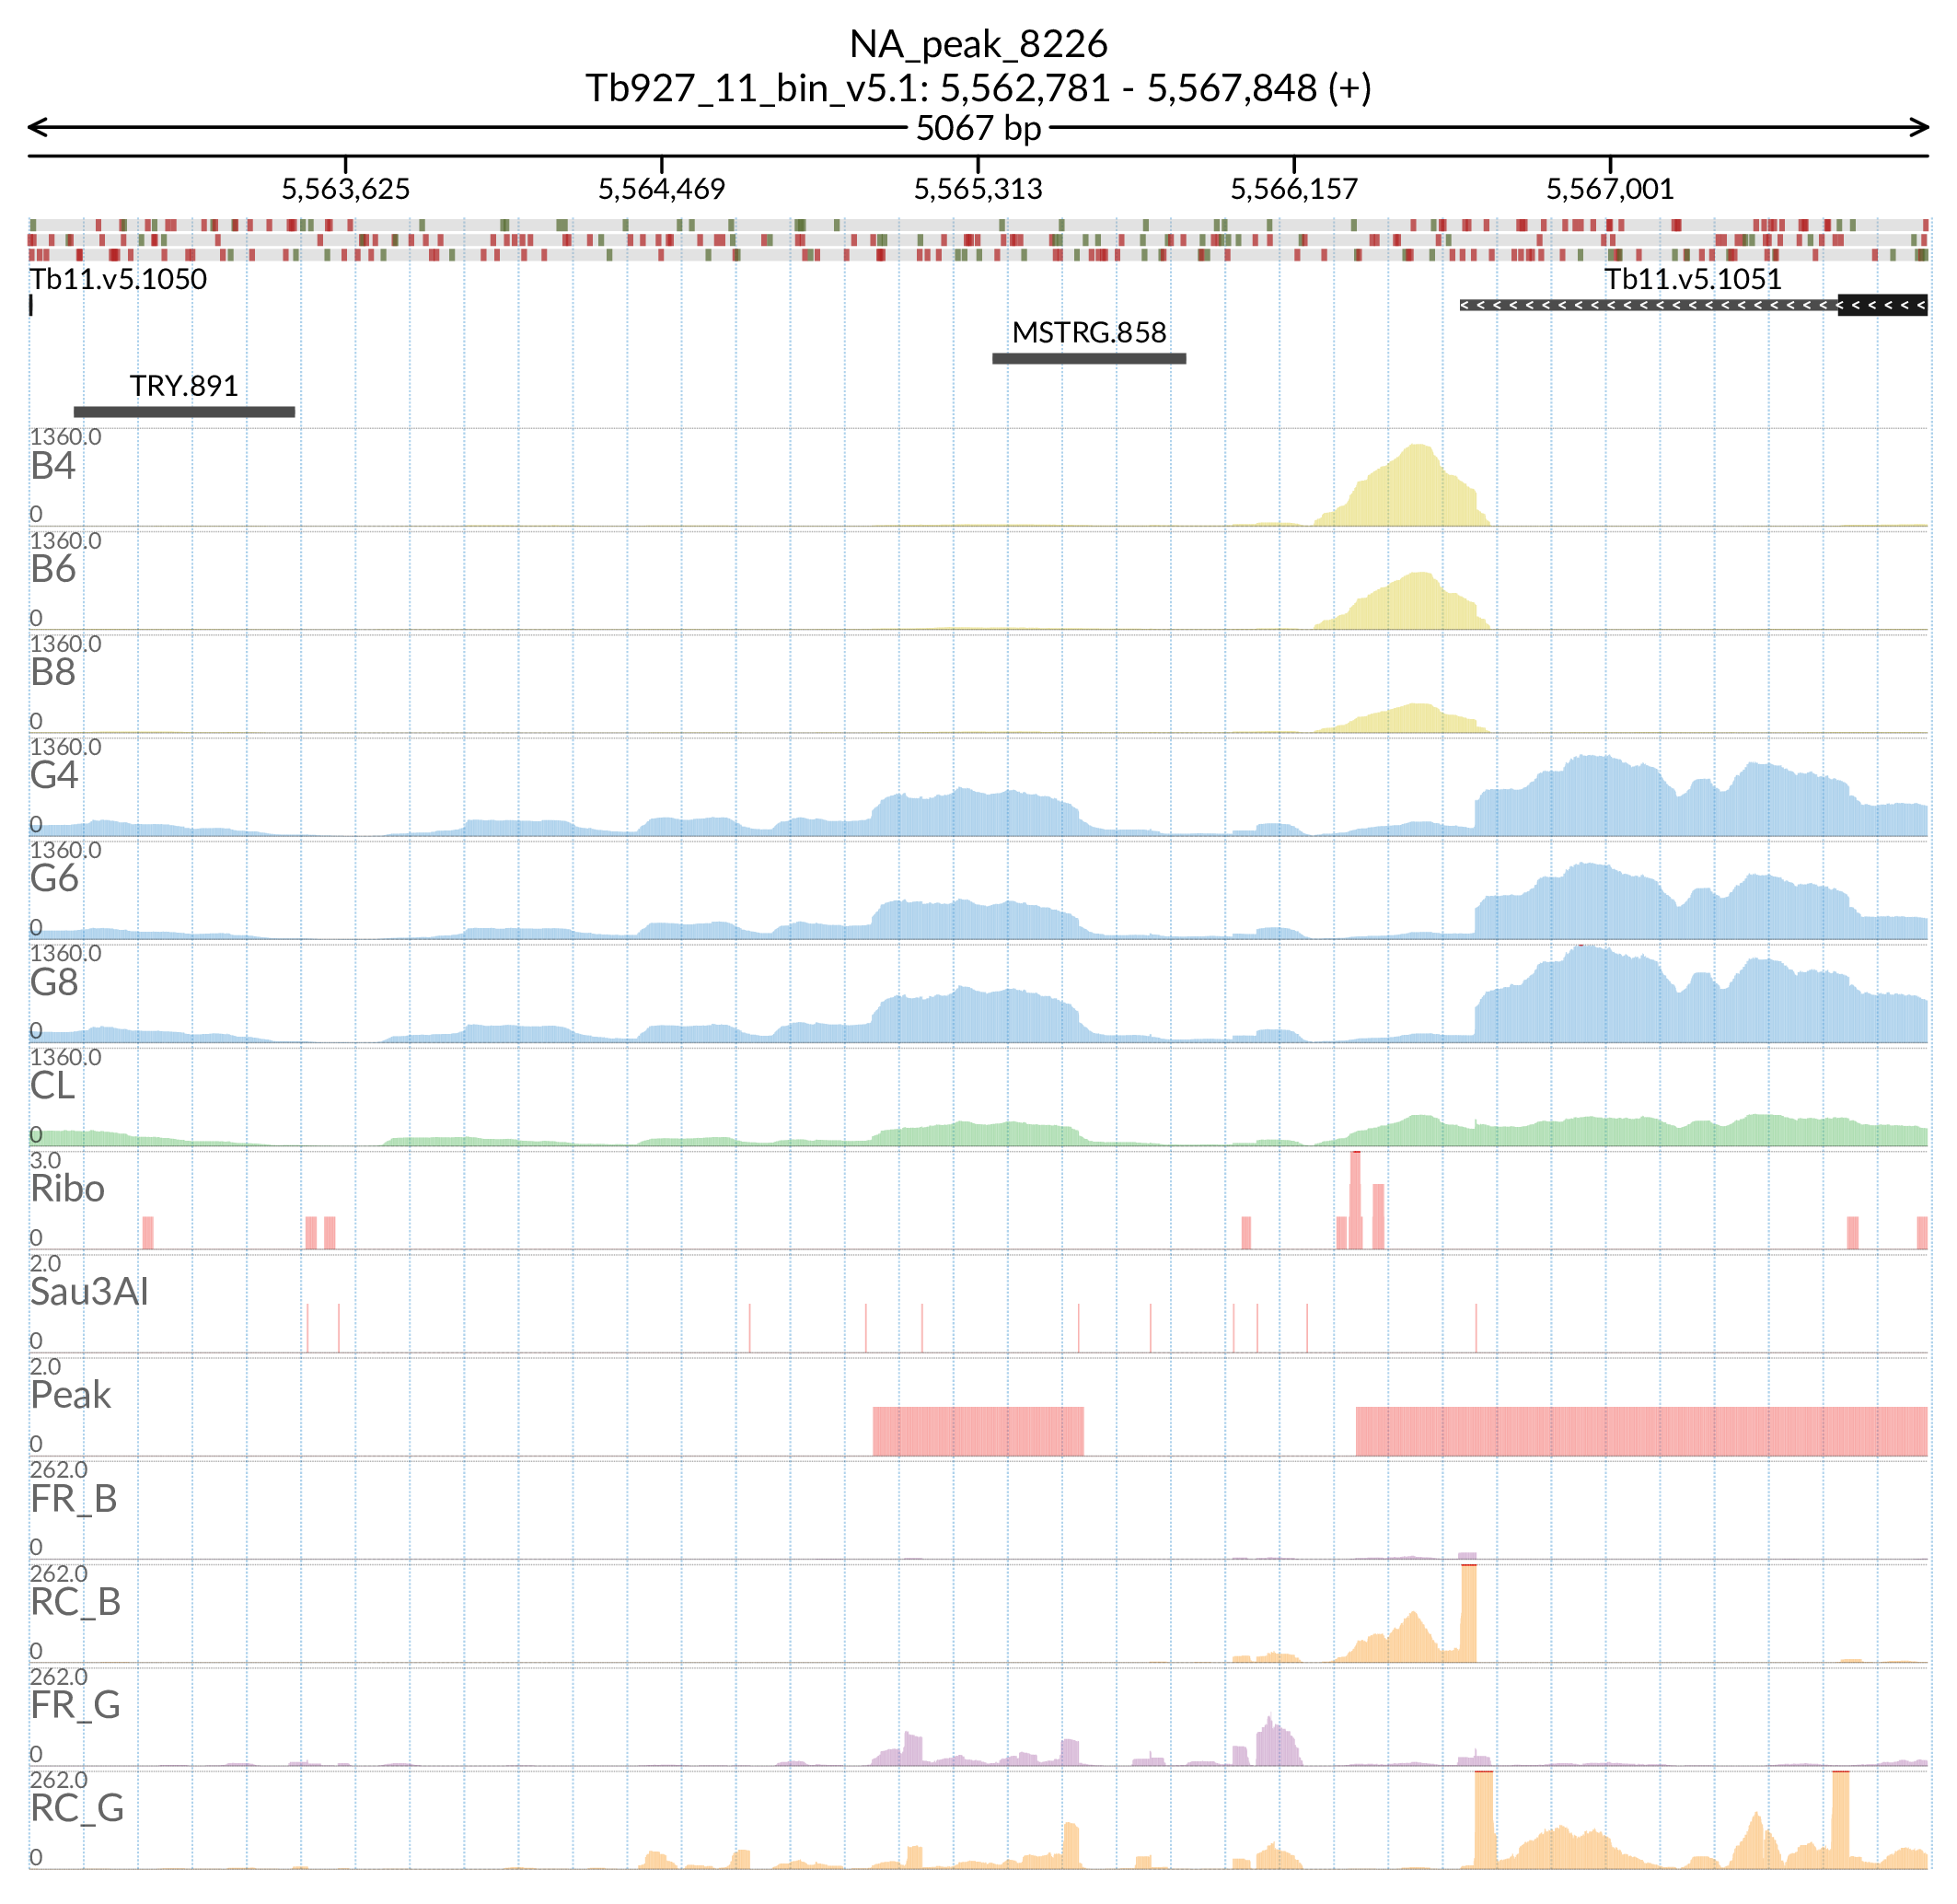 NA_peak_8226
Tb927_11_bin_v5.1: 5,562,781 - 5,567,848 (+)
5067 bp
5,563,625 5,564,469 5,565,313 5,566,157 5,567,001
Tb11.v5.1050 Tb11.v5.1051
MSTRG.858
TRY.891
1360.0
B4
0
1360.0
B6
0
1360.0
B8
0
1360.0
G4
0
1360.0
G6
0
1360.0
G8
0
1360.0
CL
0
3.0
Ribo
0
2.0
Sau3AI
0
2.0
Peak
0
262.0
FR_B
0
262.0
RC_B
0
262.0
FR_G
0
262.0
RC_G
0